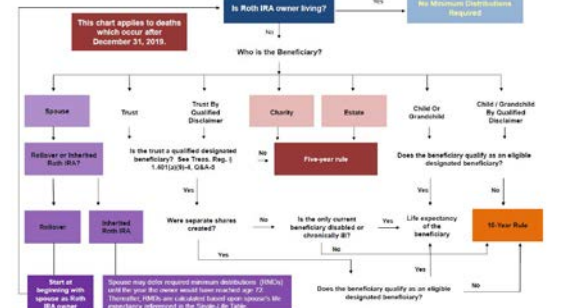 Is Roth IRA owner living?
Yes
No Minimum Distributions
Required
This chart applies to deaths
which occur after
December 31, 2019.
No
Who is the Beneficiary?
Spouse
Trust
Trust By
Qualified
Disclaimer
Charity
Estate
Child Or
Grandchild
Child / Grandchild
By Qualified
Disclaimer
Rollover or Inherited
Roth IRA?
Is the trust a qualified designated
beneficiary? See Treas. Reg. §
1.401(a)(9)-4, Q&A-5
No
Five-year rule
Does the beneficiary qualify as an eligible
designated beneficiary?
Yes
Yes
No
Rollover
Inherited
Roth IRA
Were separate shares
created?
No
Is the only current
beneficiary disabled or
chronically ill?
Yes
Life expectancy
of the
beneficiary
10-Year Rule
Yes
No
Yes
Start at
beginning with
spouse as Roth
IRA owner
Spouse may defer required minimum distributions (RMDs)
until the year the owner would have reached age 72.
Thereafter, RMDs are calculated based upon spouse's life
expectancy referenced in the Single Life Table.
Does the beneficiary qualify as an eligible
designated beneficiary?
No